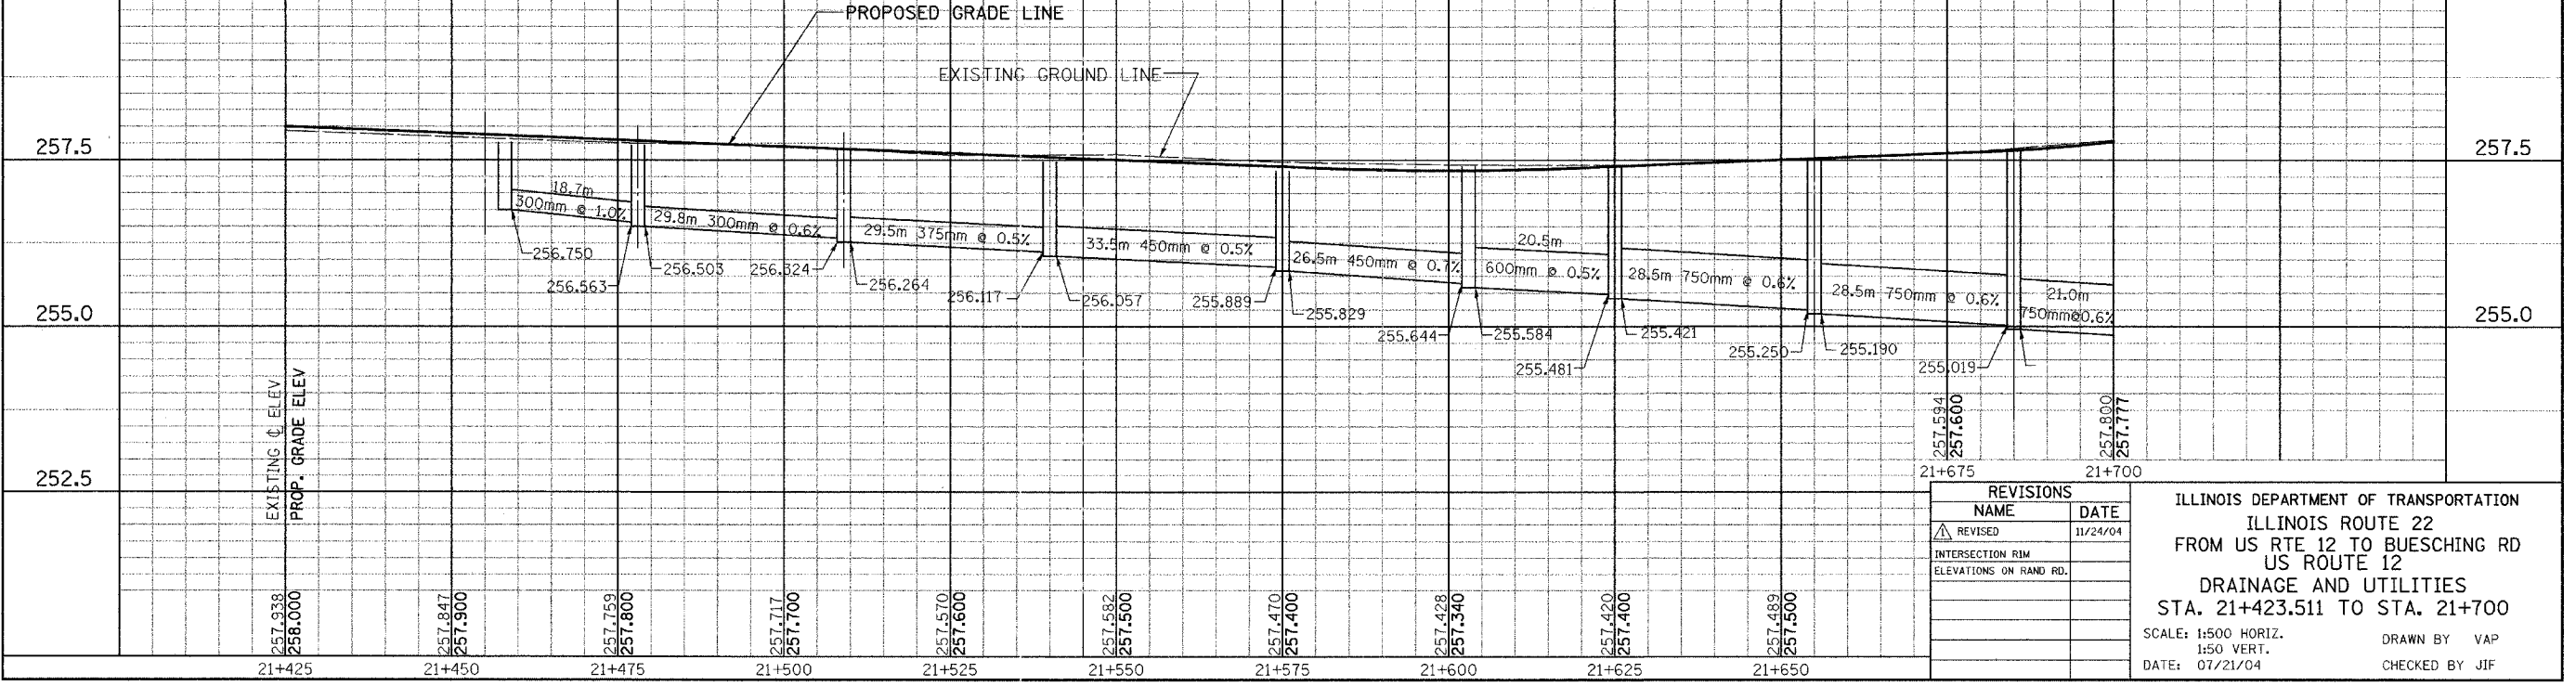 PROPOSED GRADE LINE
EXISTING GROUND LINE
257.5
257.5
18.7m
300mm @ 1.0%
29.8m 300mm @ 0.6%
29.5m 375mm @ 0.5%
33.5m 450mm @ 0.5%
26.5m 450mm @ 0.7%
20.5m
600mm @ 0.5%
28.5m 750mm @ 0.6%
28.5m 750mm @ 0.6%
21.0m
750mm@0.6%
256.750
256.563
256.503
256.324
256.264
256.117
256.057
255.889
255.829
255.644
255.584
255.481
255.421
255.250
255.190
255.019
255.0
255.0
252.5
EXISTING ℄ ELEV
PROP. GRADE ELEV
257.938
258.000
257.847
257.900
257.759
257.800
257.717
257.700
257.570
257.600
257.582
257.500
257.470
257.400
257.428
257.340
257.420
257.400
257.489
257.500
257.594
257.600
257.800
257.777
21+425
21+450
21+475
21+500
21+525
21+550
21+575
21+600
21+625
21+650
21+675
21+700
REVISIONS
NAME DATE
1 REVISED 11/24/04
INTERSECTION RIM
ELEVATIONS ON RAND RD.
ILLINOIS DEPARTMENT OF TRANSPORTATION
ILLINOIS ROUTE 22
FROM US RTE 12 TO BUESCHING RD
US ROUTE 12
DRAINAGE AND UTILITIES
STA. 21+423.511 TO STA. 21+700
SCALE: 1:500 HORIZ.
1:50 VERT.
DRAWN BY VAP
DATE: 07/21/04
CHECKED BY JIF